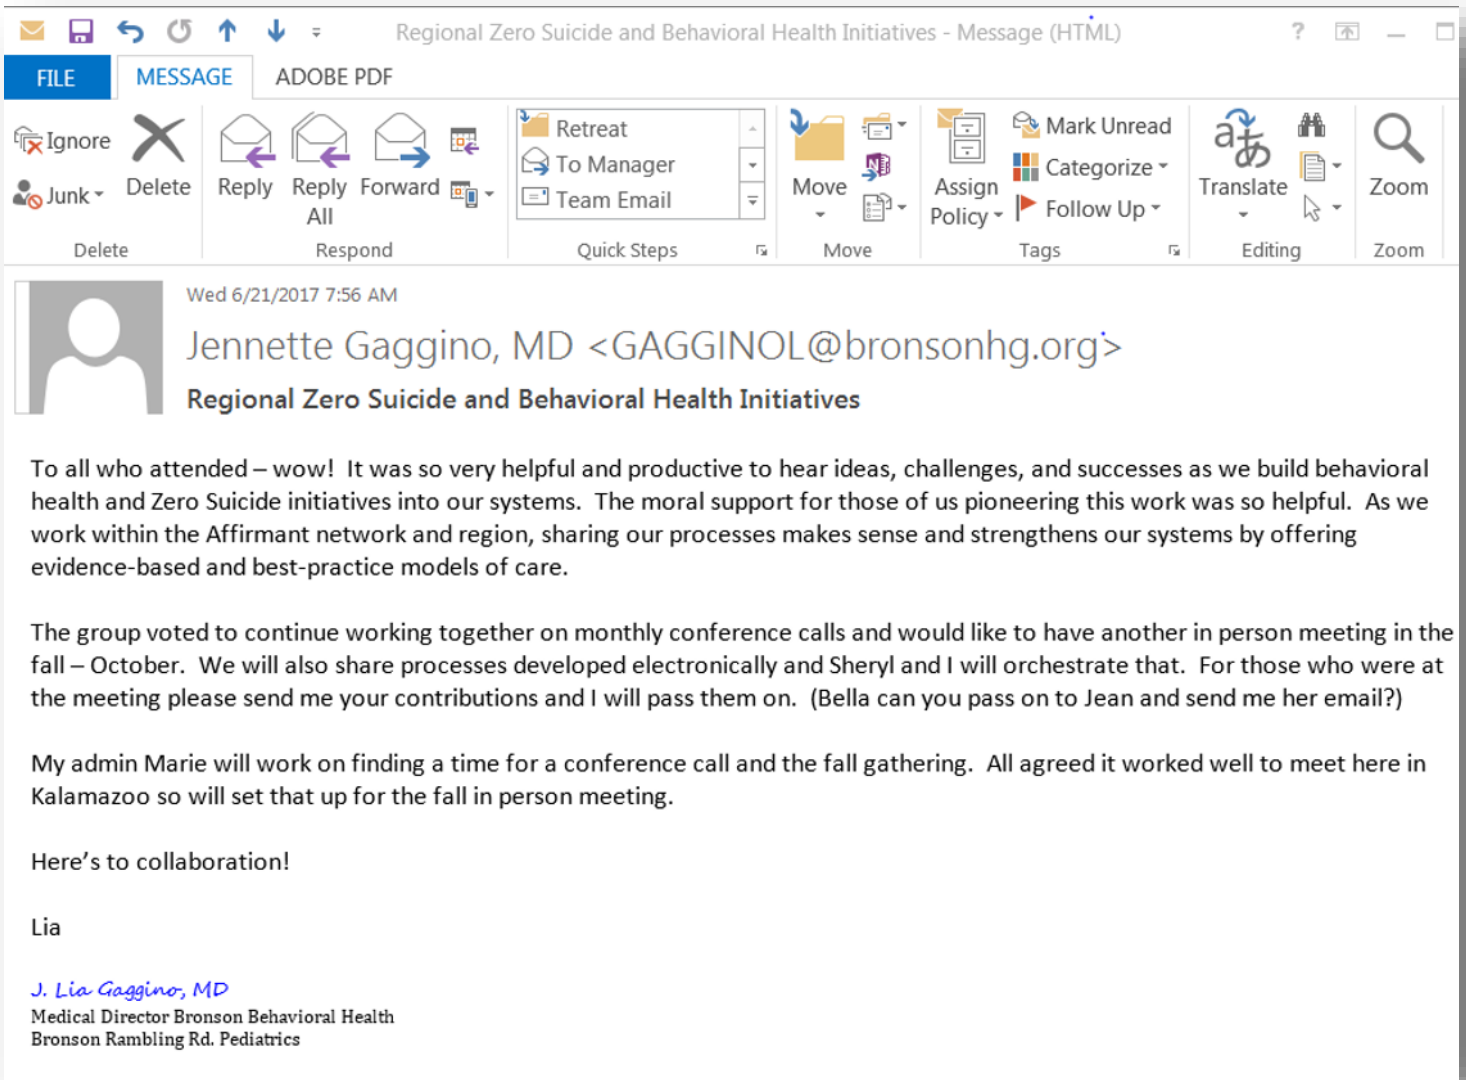 Regional Zero Suicide and Behavioral Health Initiatives - Message (HTML)
?
FILE
MESSAGE
ADOBE PDF
Ignore
Junk
Delete
Delete
Reply
Reply All
Forward
Respond
Retreat
To Manager
Team Email
Quick Steps
Move
Move
Assign Policy
Mark Unread
Categorize
Follow Up
Tags
Translate
Editing
Zoom
Zoom
Wed 6/21/2017 7:56 AM
Jennette Gaggino, MD <GAGGINOL@bronsonhg.org>
Regional Zero Suicide and Behavioral Health Initiatives
To all who attended – wow!  It was so very helpful and productive to hear ideas, challenges, and successes as we build behavioral
health and Zero Suicide initiatives into our systems.  The moral support for those of us pioneering this work was so helpful.  As we
work within the Affirmant network and region, sharing our processes makes sense and strengthens our systems by offering
evidence-based and best-practice models of care.
The group voted to continue working together on monthly conference calls and would like to have another in person meeting in the
fall – October.  We will also share processes developed electronically and Sheryl and I will orchestrate that.  For those who were at
the meeting please send me your contributions and I will pass them on.  (Bella can you pass on to Jean and send me her email?)
My admin Marie will work on finding a time for a conference call and the fall gathering.  All agreed it worked well to meet here in
Kalamazoo so will set that up for the fall in person meeting.
Here’s to collaboration!
Lia
J. Lia Gaggino, MD
Medical Director Bronson Behavioral Health
Bronson Rambling Rd. Pediatrics